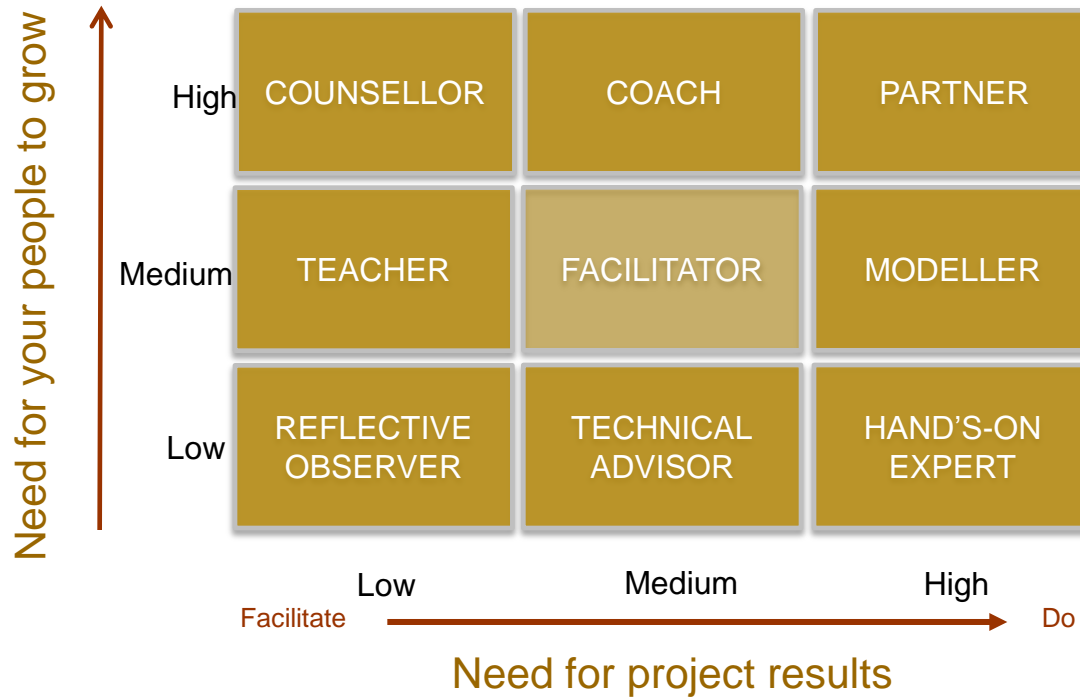 Need for your people to grow
High
COUNSELLOR
COACH
PARTNER
Medium
TEACHER
FACILITATOR
MODELLER
Low
REFLECTIVE
OBSERVER
TECHNICAL
ADVISOR
HAND'S-ON
EXPERT
Low
Medium
High
Facilitate
Do
Need for project results